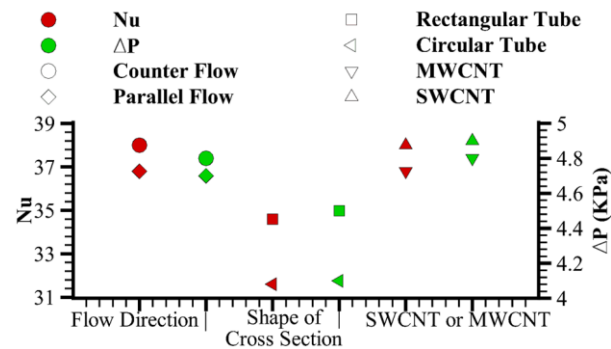 Nu
Rectangular Tube
ΔP
Circular Tube
Counter Flow
MWCNT
Parallel Flow
SWCNT
39
37
35
33
31
Nu
5
4.8
4.6
4.4
4.2
4
ΔP (KPa)
Flow Direction
Shape of
Cross Section
SWCNT or MWCNT